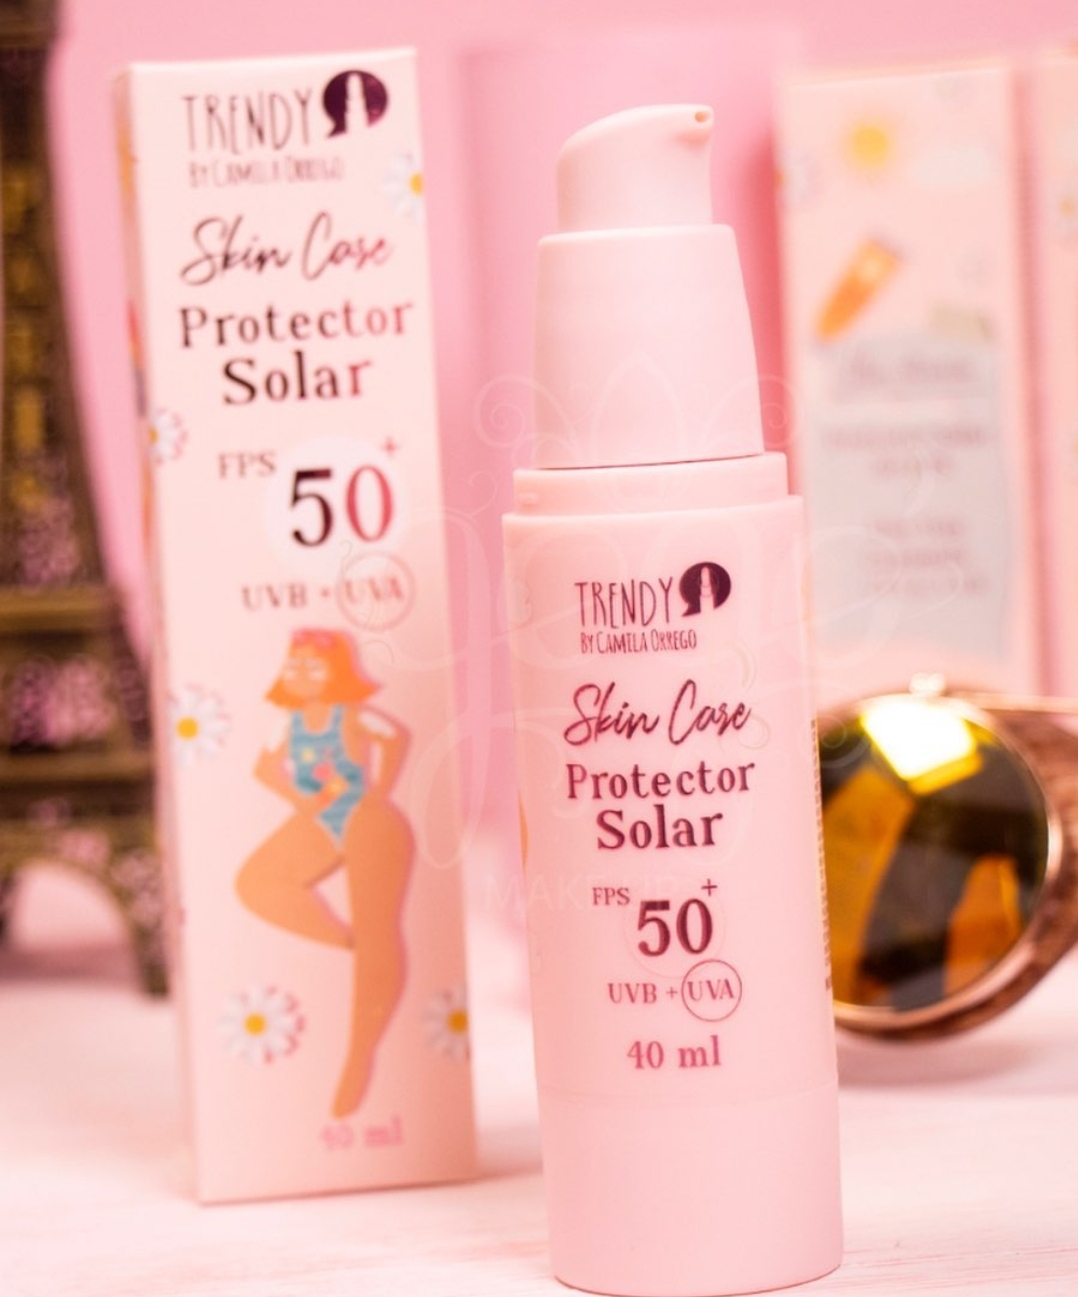 TRENDY
BY CAMILA ORREGO
Skin Care
Protector
Solar
FPS 50+
UVB + UVA
40 ml
TRENDY
BY CAMILA ORREGO
Skin Care
Protector
Solar
FPS 50+
UVB + UVA
40 ml